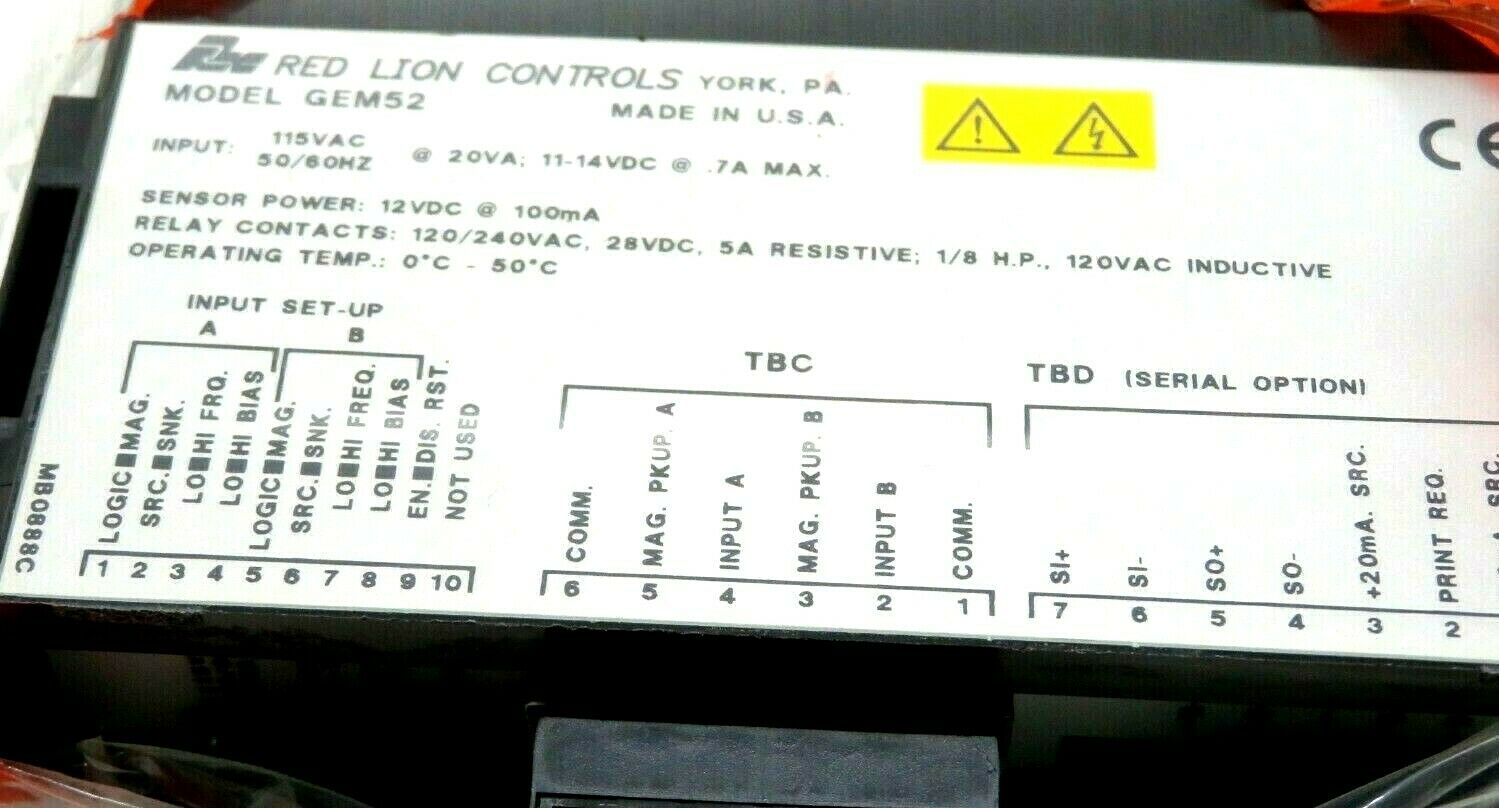 RED LION CONTROLS YORK, PA.
MODEL GEM52
MADE IN U.S.A.
INPUT: 115VAC
50/60HZ @ 20VA; 11-14VDC @ .7A MAX.
SENSOR POWER: 12VDC @ 100mA
RELAY CONTACTS: 120/240VAC, 28VDC, 5A RESISTIVE; 1/8 H.P., 120VAC INDUCTIVE
OPERATING TEMP.: 0°C - 50°C
CE
INPUT SET-UP
A
B
LOGIC■MAG.
SRC.■SNK.
LO■HI FRQ.
LO■HI BIAS
LOGIC■MAG.
SRC.■SNK.
LO■HI FREQ.
LO■HI BIAS
EN.■DIS. RST.
NOT USED
1 2 3 4 5 6 7 8 9 10
MB0888C
TBC
COMM.
MAG. PKUP. A
INPUT A
MAG. PKUP. B
INPUT B
COMM.
6 5 4 3 2 1
TBD (SERIAL OPTION)
SI+
SI-
SO+
SO-
+20mA. SRC.
PRINT REQ.
SRC.
7 6 5 4 3 2